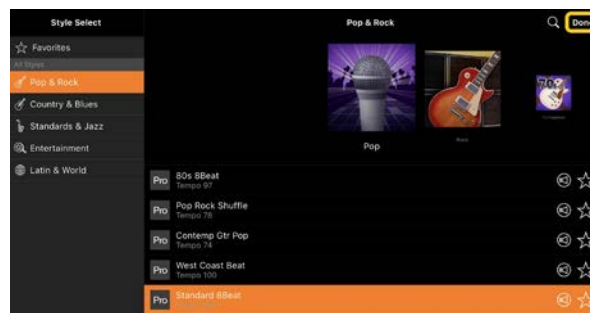 Style Select
Pop & Rock
Done
Favorites
All Styles
Pop & Rock
Country & Blues
Standards & Jazz
Entertainment
Latin & World
Pop
Rock
70's
Pro
80s 8Beat
Tempo 97
Pro
Pop Rock Shuffle
Tempo 78
Pro
Contemp Gtr Pop
Tempo 74
Pro
West Coast Beat
Tempo 100
Pro
Standard 8Beat